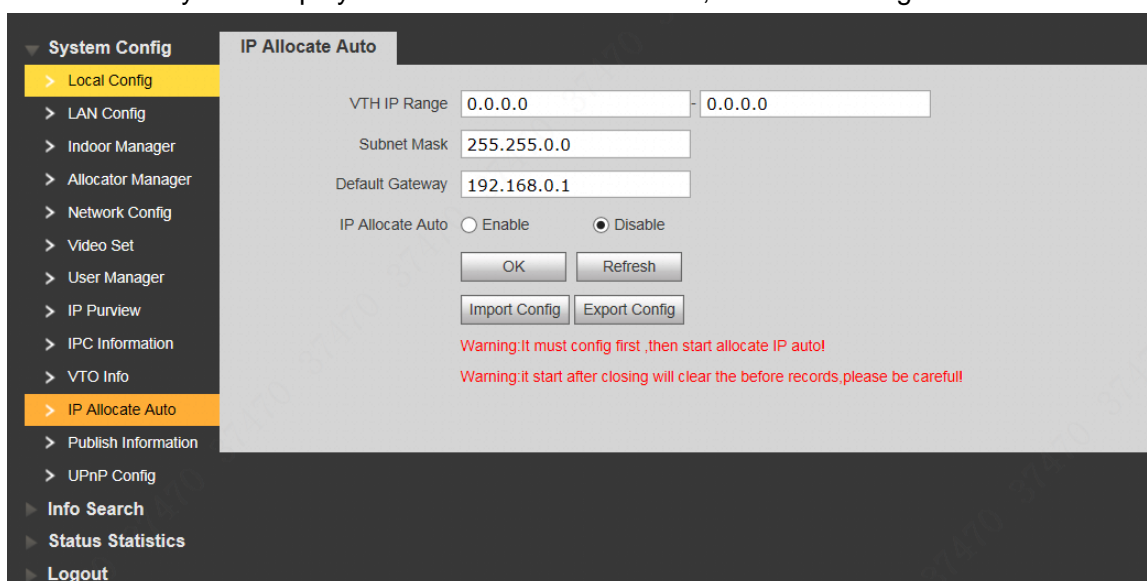 System Config
Local Config
LAN Config
Indoor Manager
Allocator Manager
Network Config
Video Set
User Manager
IP Purview
IPC Information
VTO Info
IP Allocate Auto
Publish Information
UPnP Config
Info Search
Status Statistics
Logout
IP Allocate Auto
VTH IP Range 0.0.0.0 - 0.0.0.0
Subnet Mask 255.255.0.0
Default Gateway 192.168.0.1
IP Allocate Auto Enable Disable
OK Refresh
Import Config Export Config
Warning:It must config first ,then start allocate IP auto!
Warning:it start after closing will clear the before records,please be careful!
37470 37470